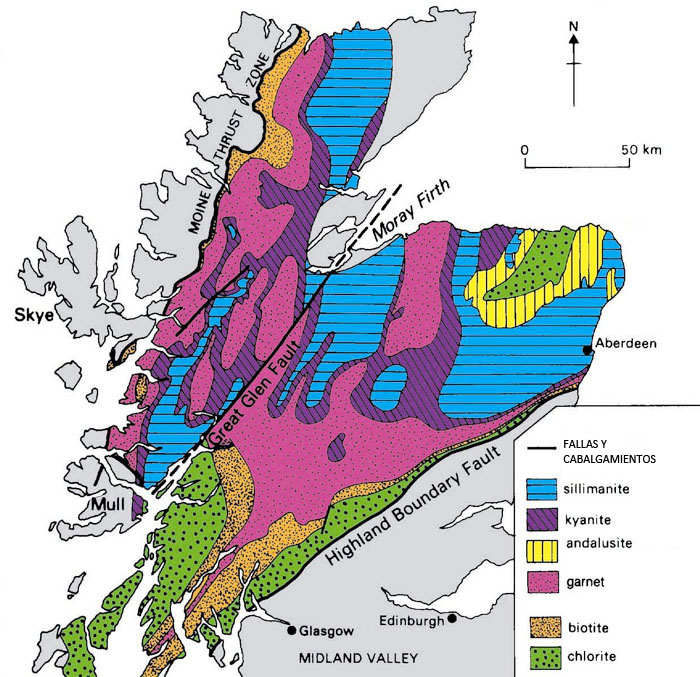 N
0 50 km
MOINE THRUST ZONE
Moray Firth
Skye
Great Glen Fault
Aberdeen
Mull
Highland Boundary Fault
FALLAS Y
CABALGAMIENTOS
sillimanite
kyanite
andalusite
garnet
biotite
chlorite
Edinburgh
Glasgow
MIDLAND VALLEY